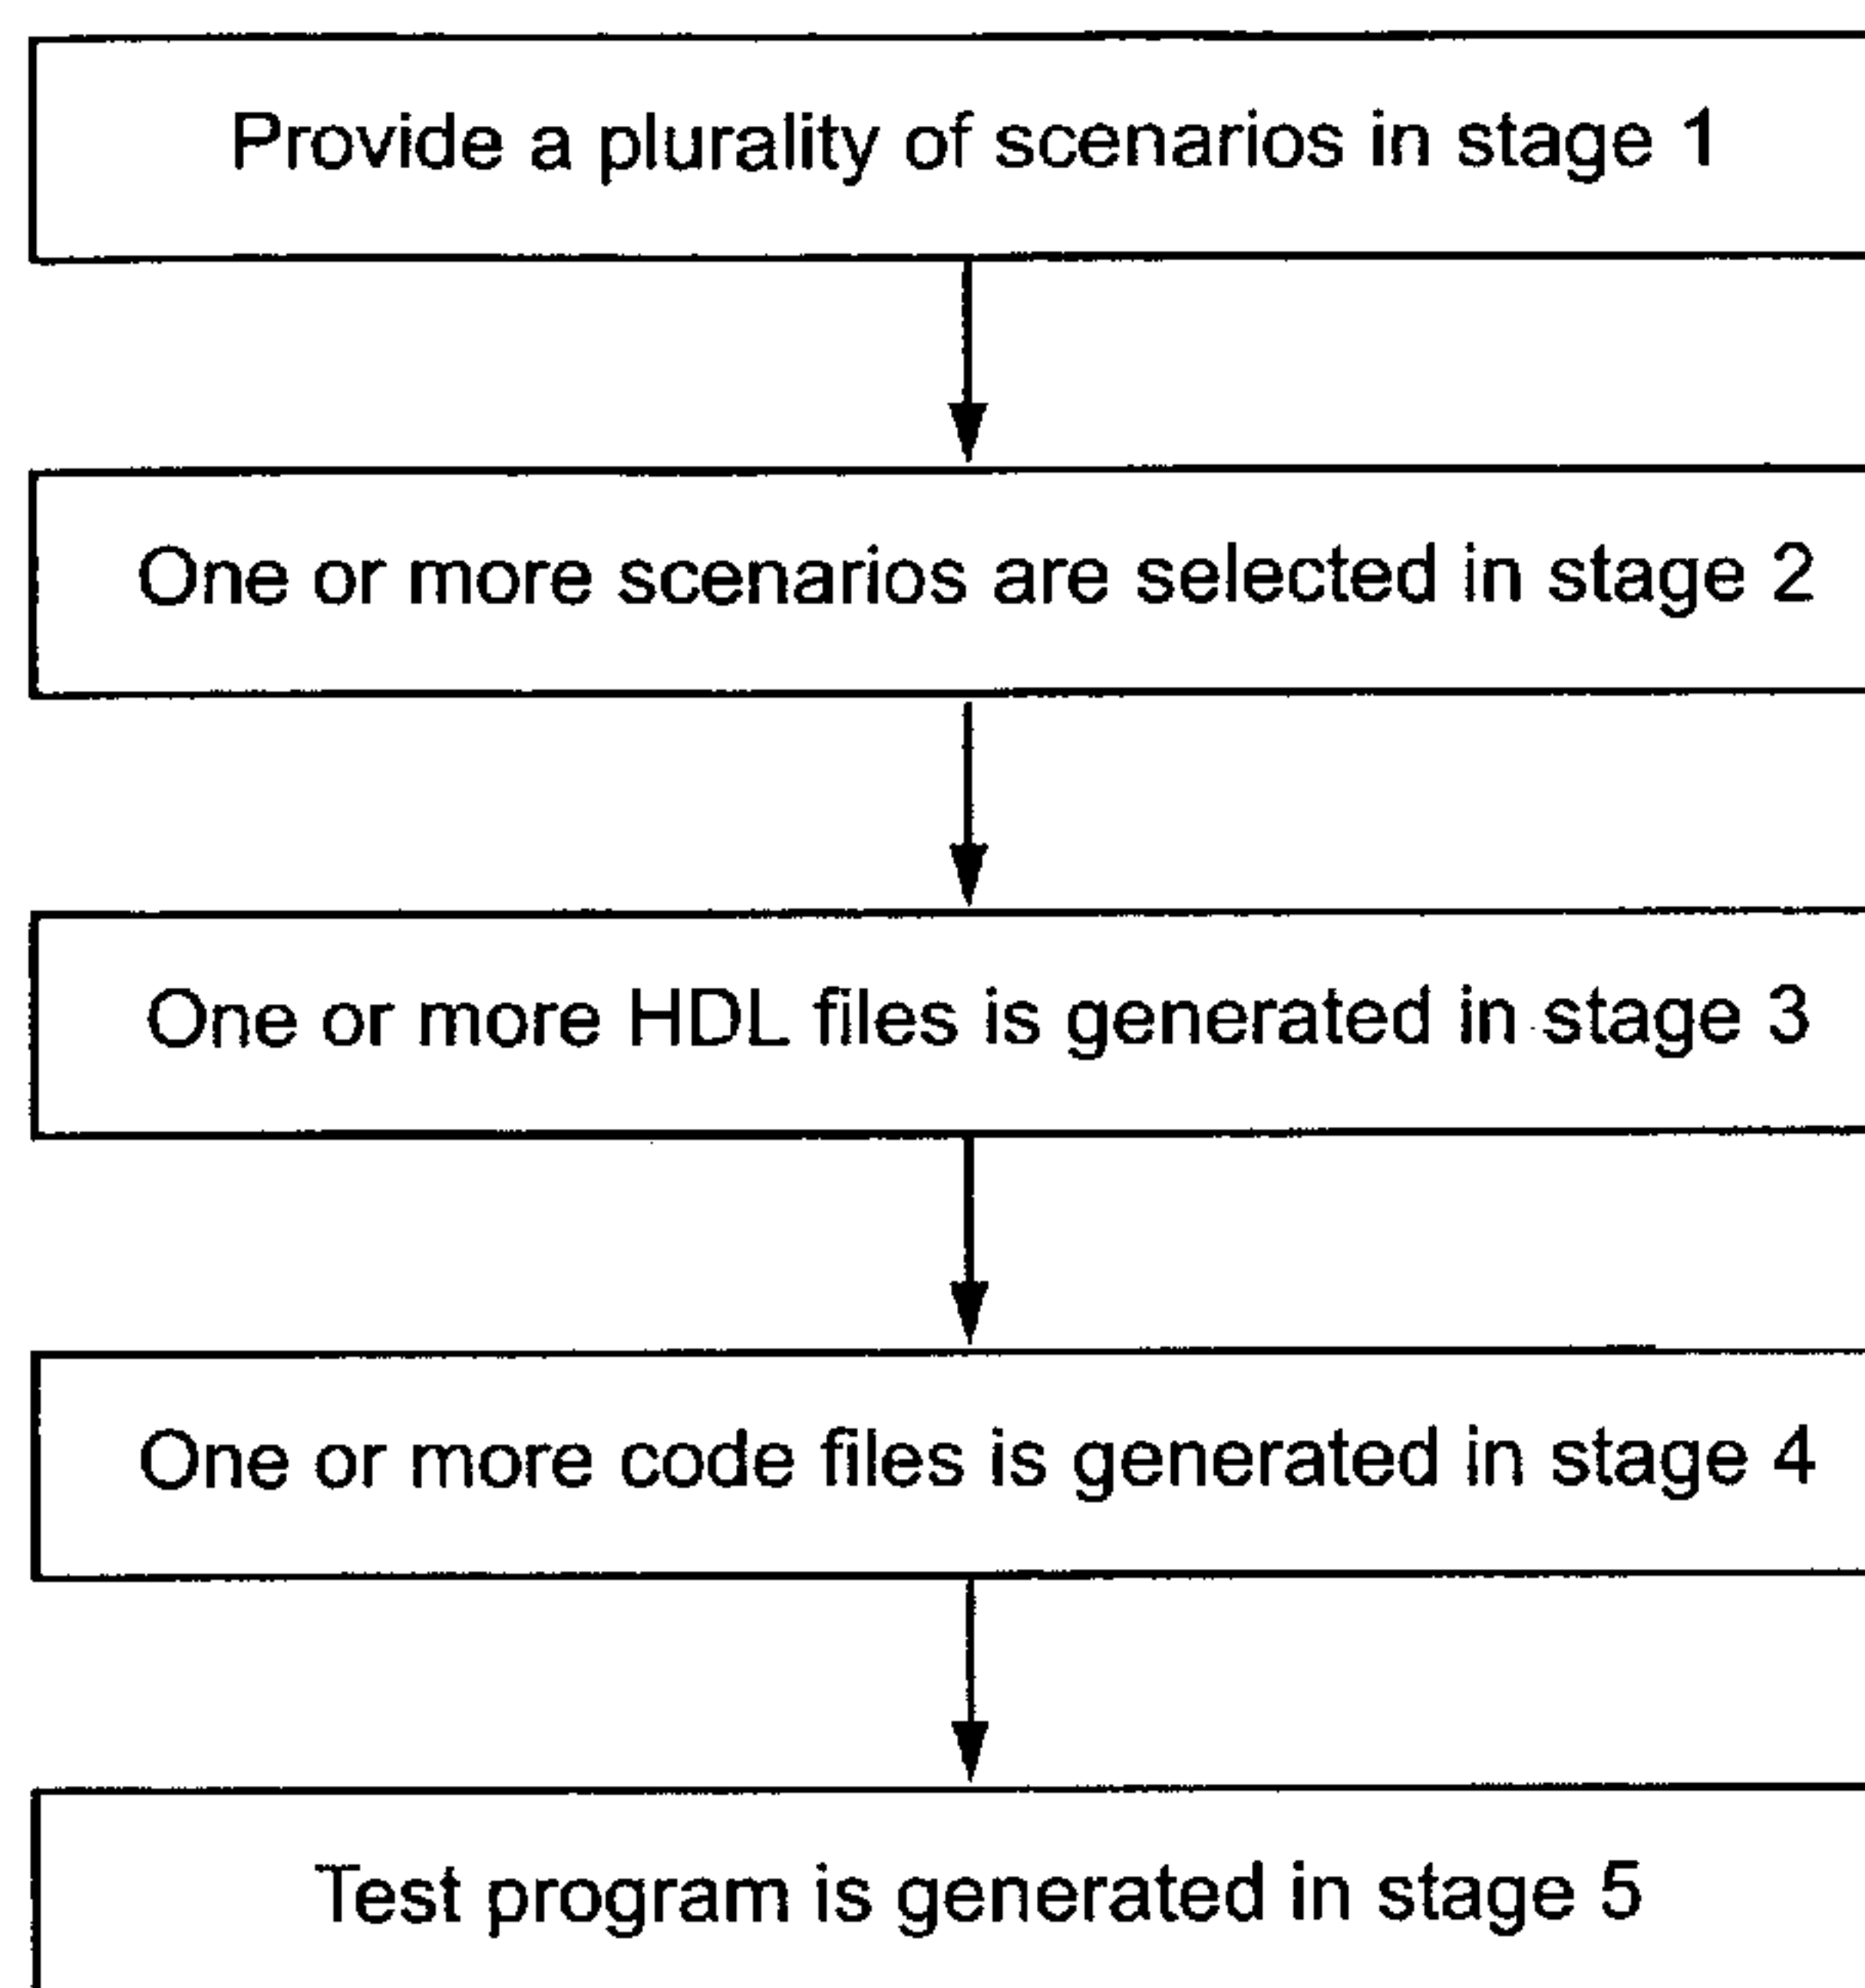 Provide a plurality of scenarios in stage 1
One or more scenarios are selected in stage 2
One or more HDL files is generated in stage 3
One or more code files is generated in stage 4
Test program is generated in stage 5